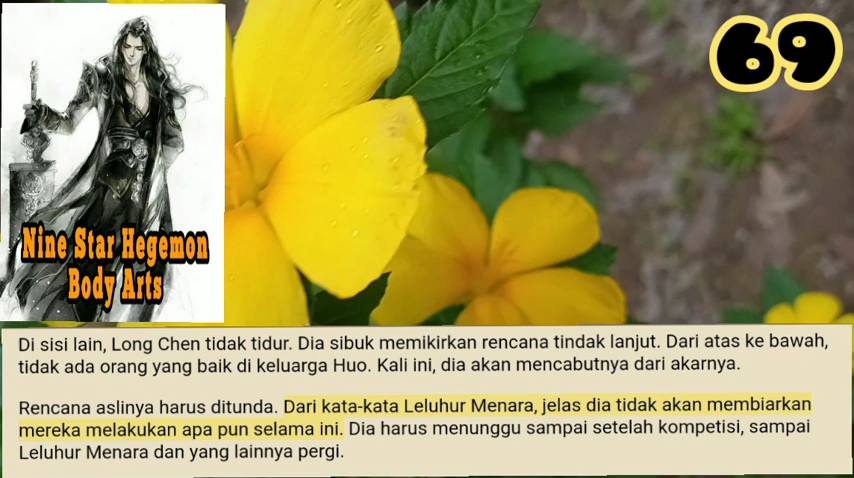 69
Nine Star Hegemon
Body Arts
Di sisi lain, Long Chen tidak tidur. Dia sibuk memikirkan rencana tindak lanjut. Dari atas ke bawah,
tidak ada orang yang baik di keluarga Huo. Kali ini, dia akan mencabutnya dari akarnya.
Rencana aslinya harus ditunda. Dari kata-kata Leluhur Menara, jelas dia tidak akan membiarkan
mereka melakukan apa pun selama ini. Dia harus menunggu sampai setelah kompetisi, sampai
Leluhur Menara dan yang lainnya pergi.